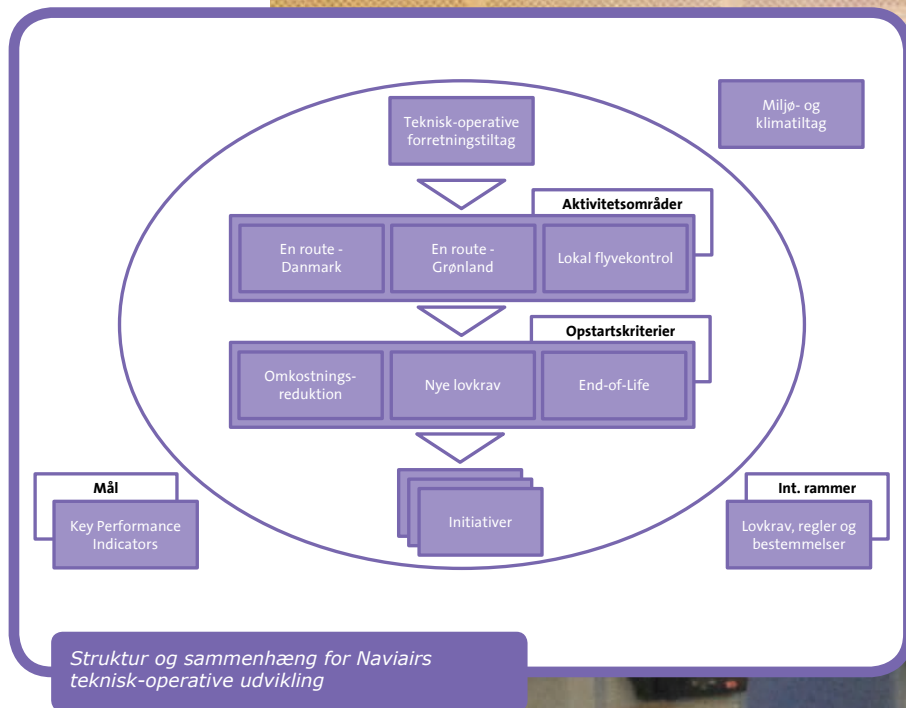 Teknisk-operative
forretningstiltag
Miljø- og
klimatiltag
Aktivitetsområder
En route -
Danmark
En route -
Grønland
Lokal flyvekontrol
Opstartskriterier
Omkostnings-
reduktion
Nye lovkrav
End-of-Life
Mål
Key Performance
Indicators
Initiativer
Int. rammer
Lovkrav, regler og
bestemmelser
Struktur og sammenhæng for Naviairs
teknisk-operative udvikling